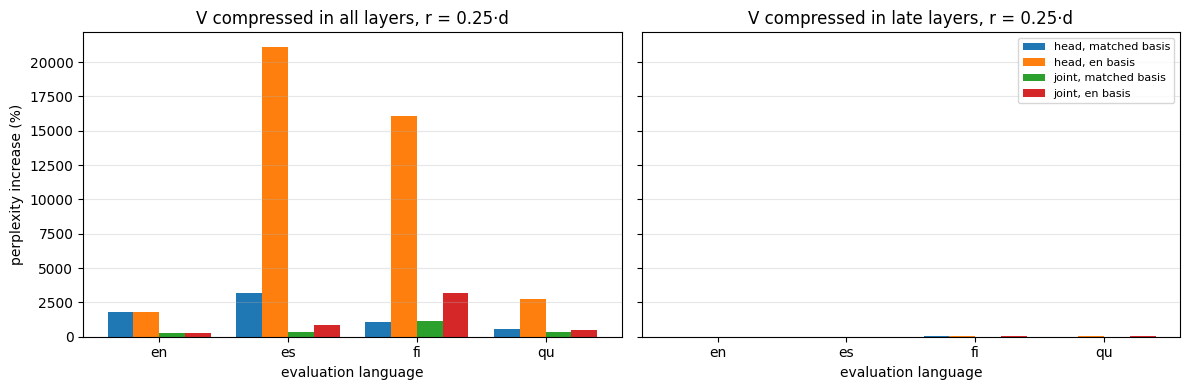 V compressed in all layers, r = 0.25·d
perplexity increase (%)
20000
17500
15000
12500
10000
7500
5000
2500
0
en es fi qu
evaluation language
V compressed in late layers, r = 0.25·d
head, matched basis
head, en basis
joint, matched basis
joint, en basis
en es fi qu
evaluation language